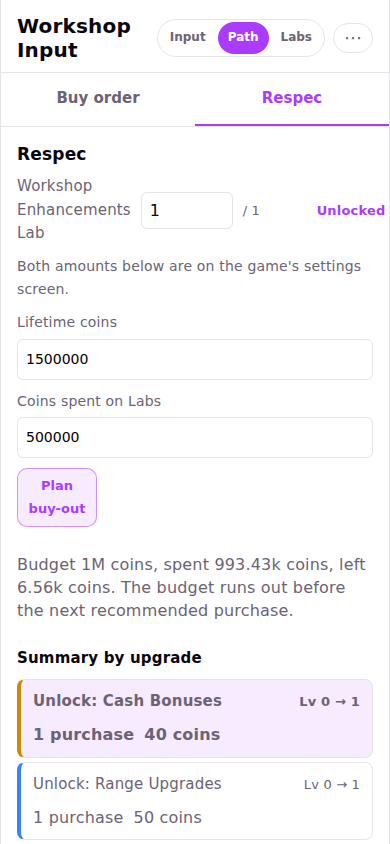 Workshop
Input
Input
Path
Labs
...
Buy order
Respec
Respec
Workshop
Enhancements
Lab
1
/ 1
Unlocked
Both amounts below are on the game's settings
screen.
Lifetime coins
1500000
Coins spent on Labs
500000
Plan
buy-out
Budget 1M coins, spent 993.43k coins, left
6.56k coins. The budget runs out before
the next recommended purchase.
Summary by upgrade
Unlock: Cash Bonuses
Lv 0 → 1
1 purchase 40 coins
Unlock: Range Upgrades
Lv 0 → 1
1 purchase 50 coins